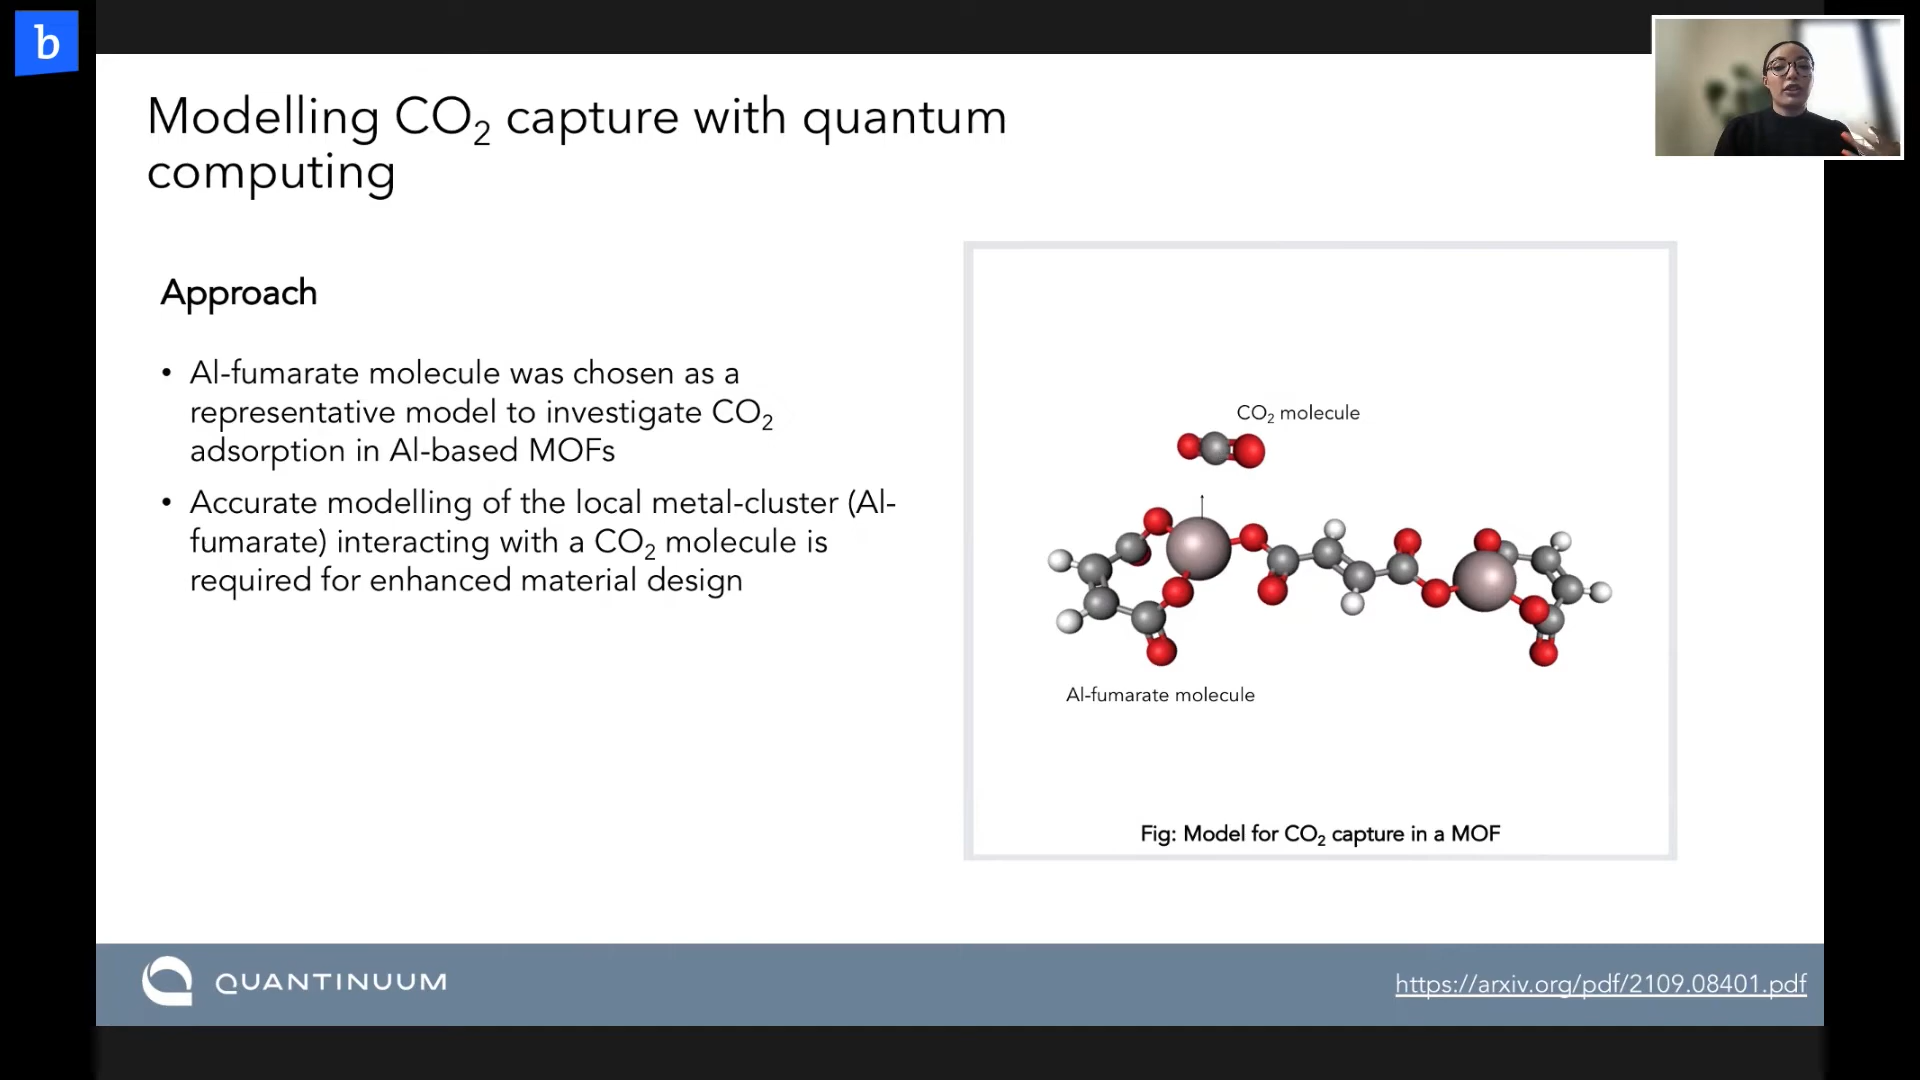 b
Modelling CO₂ capture with quantum
computing
Approach
• Al-fumarate molecule was chosen as a
representative model to investigate CO₂
adsorption in Al-based MOFs
• Accurate modelling of the local metal-cluster (Al-
fumarate) interacting with a CO₂ molecule is
required for enhanced material design
CO₂ molecule
Al-fumarate molecule
Fig: Model for CO₂ capture in a MOF
QUANTINUUM
https://arxiv.org/pdf/2109.08401.pdf